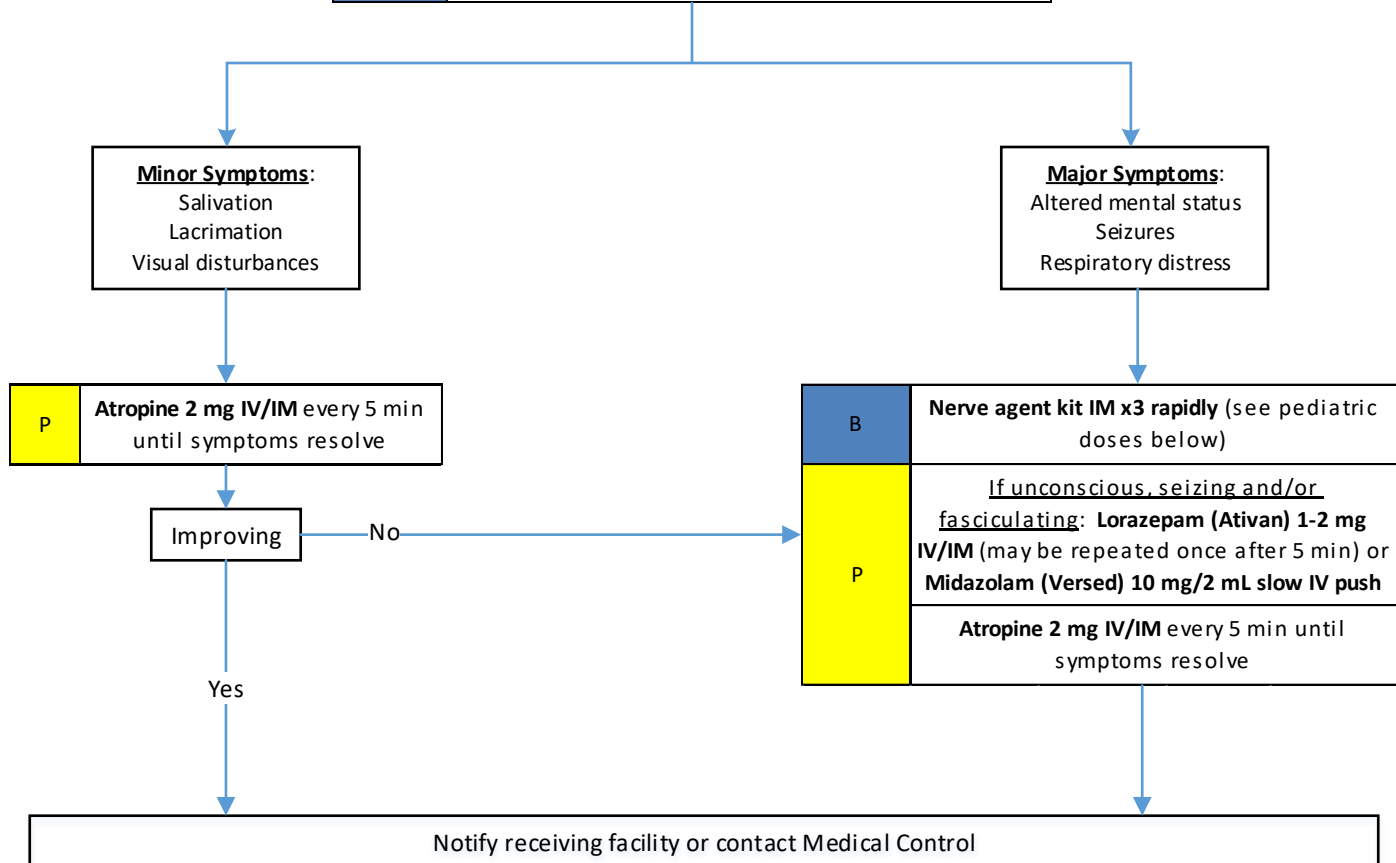 Minor Symptoms:
Salivation
Lacrimation
Visual disturbances
Major Symptoms:
Altered mental status
Seizures
Respiratory distress
P
Atropine 2 mg IV/IM every 5 min
until symptoms resolve
B
Nerve agent kit IM x3 rapidly (see pediatric
doses below)
Improving
No
P
If unconscious, seizing and/or
fasciculating: Lorazepam (Ativan) 1-2 mg
IV/IM (may be repeated once after 5 min) or
Midazolam (Versed) 10 mg/2 mL slow IV push
Atropine 2 mg IV/IM every 5 min until
symptoms resolve
Yes
Notify receiving facility or contact Medical Control